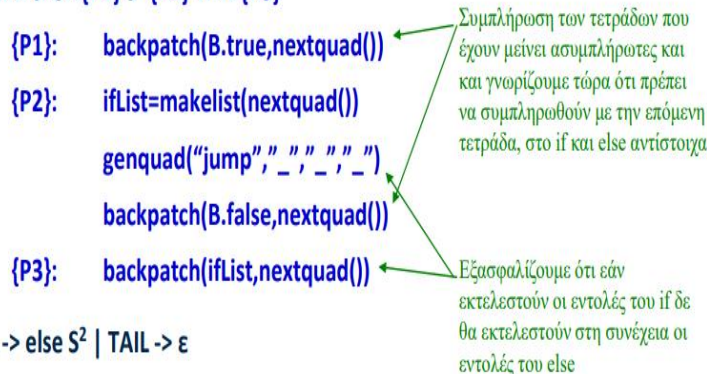 {P1}: backpatch(B.true,nextquad())
{P2}: ifList=makelist(nextquad())
genquad("jump","_","_","_")
backpatch(B.false,nextquad())
{P3}: backpatch(ifList,nextquad())
-> else S² | TAIL -> ε
Συμπλήρωση των τετράδων που
έχουν μείνει ασυμπλήρωτες και
και γνωρίζουμε τώρα ότι πρέπει
να συμπληρωθούν με την επόμενη
τετράδα, στο if και else αντίστοιχα
Εξασφαλίζουμε ότι εάν
εκτελεστούν οι εντολές του if δε
θα εκτελεστούν στη συνέχεια οι
εντολές του else